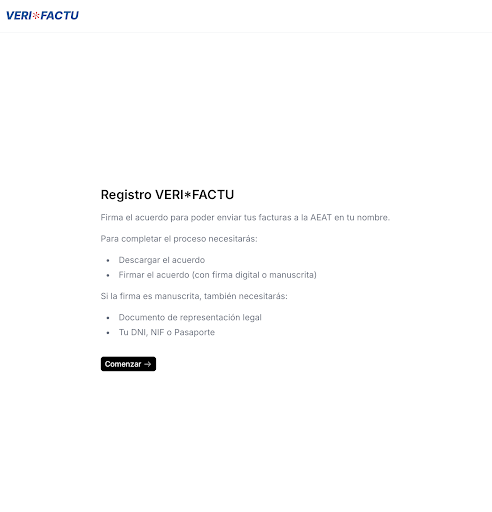 VERI*FACTU
Registro VERI*FACTU
Firma el acuerdo para poder enviar tus facturas a la AEAT en tu nombre.
Para completar el proceso necesitarás:
• Descargar el acuerdo
• Firmar el acuerdo (con firma digital o manuscrita)
Si la firma es manuscrita, también necesitarás:
• Documento de representación legal
• Tu DNI, NIF o Pasaporte
Comenzar →